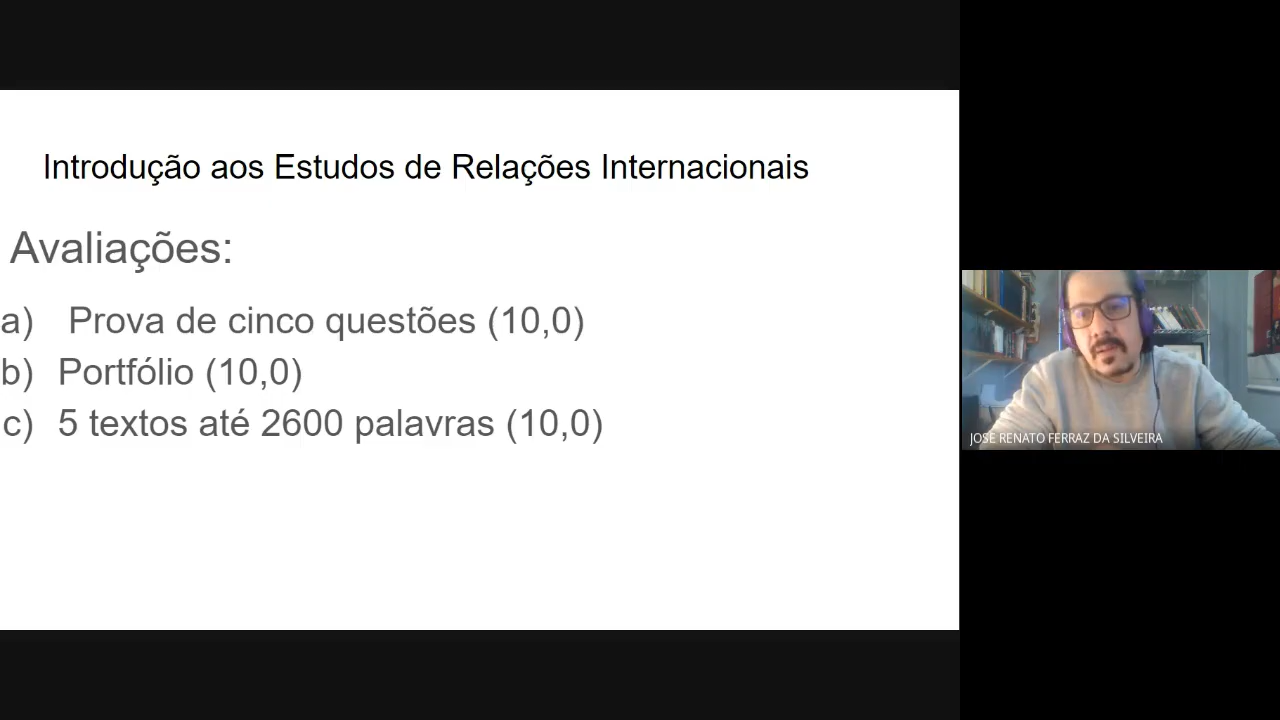 Introdução aos Estudos de Relações Internacionais
Avaliações:
a) Prova de cinco questões (10,0)
b) Portfólio (10,0)
c) 5 textos até 2600 palavras (10,0)
JOSE RENATO FERRAZ DA SILVEIRA